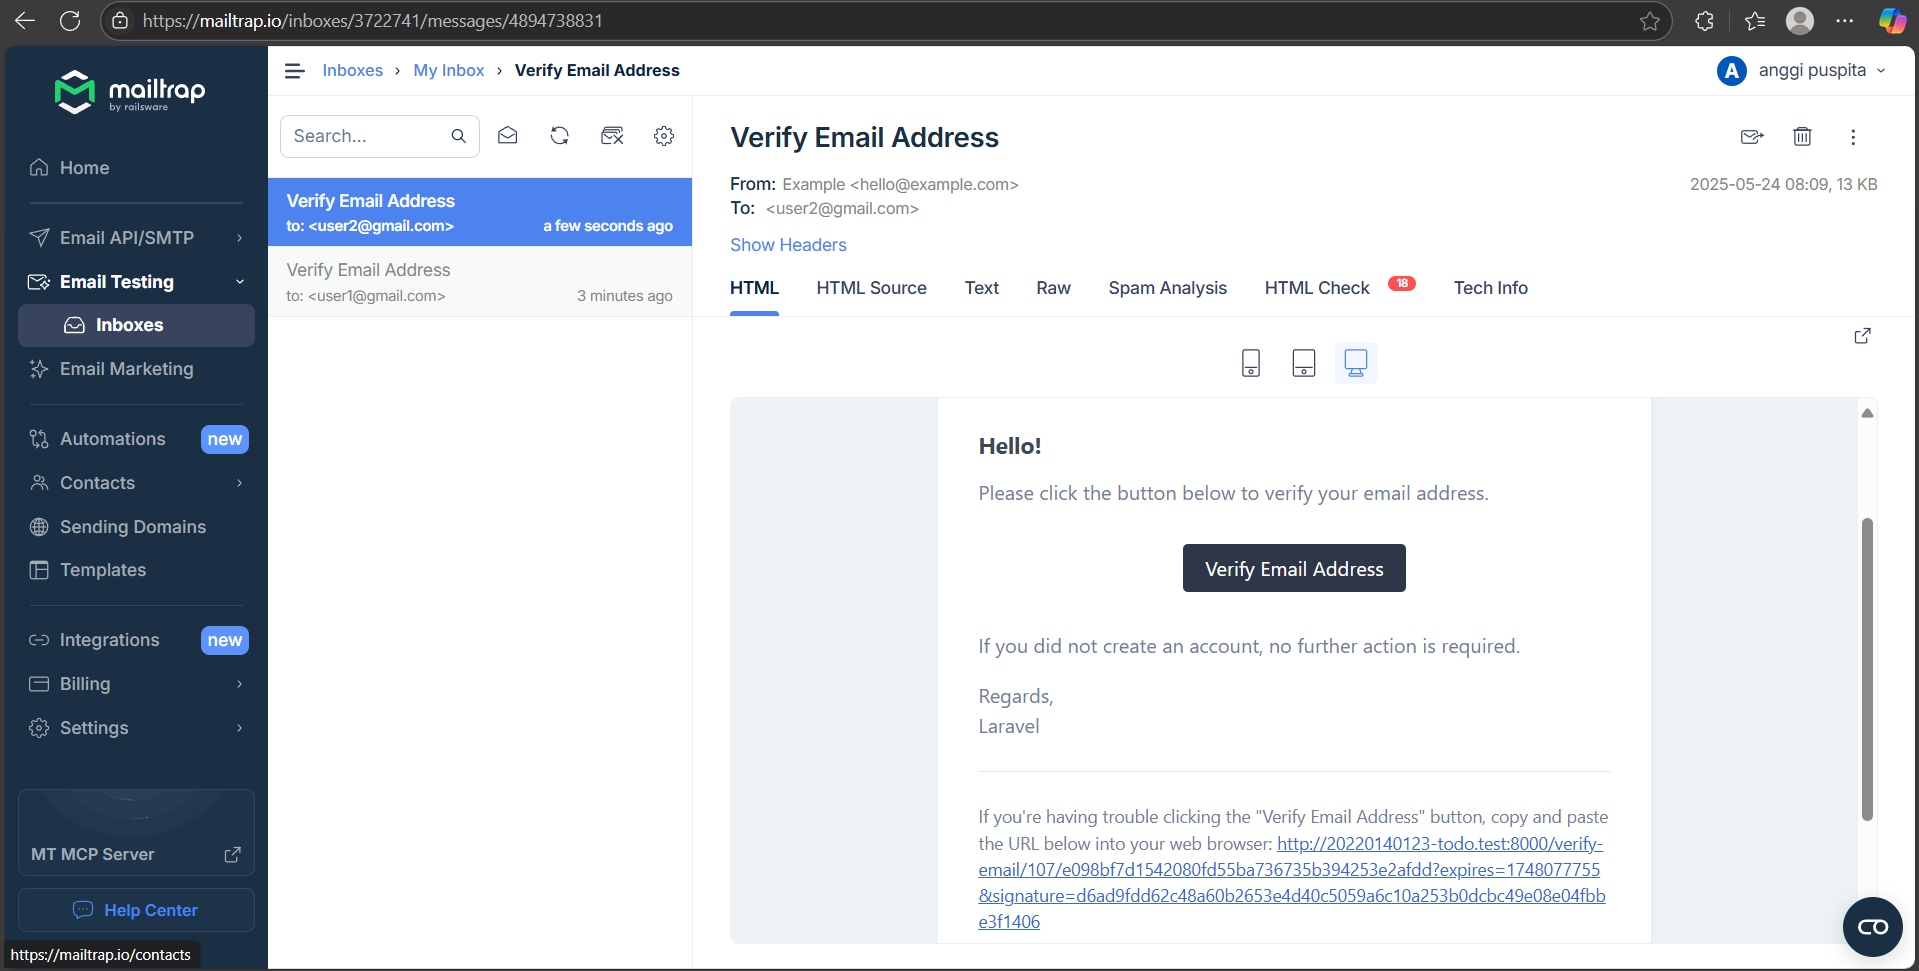 https://mailtrap.io/inboxes/3722741/messages/4894738831
mailtrap
by railsware
Home
Email API/SMTP
Email Testing
Inboxes
Email Marketing
Automations new
Contacts
Sending Domains
Templates
Integrations new
Billing
Settings
MT MCP Server
Help Center
https://mailtrap.io/contacts
Inboxes › My Inbox › Verify Email Address
A anggi puspita
Search...
Verify Email Address
to: <user2@gmail.com> a few seconds ago
Verify Email Address
to: <user1@gmail.com> 3 minutes ago
Verify Email Address
From: Example <hello@example.com>
2025-05-24 08:09, 13 KB
To: <user2@gmail.com>
Show Headers
HTML HTML Source Text Raw Spam Analysis HTML Check 18 Tech Info
Hello!
Please click the button below to verify your email address.
Verify Email Address
If you did not create an account, no further action is required.
Regards,
Laravel
If you're having trouble clicking the "Verify Email Address" button, copy and paste
the URL below into your web browser: http://20220140123-todo.test:8000/verify-
email/107/e098bf7d1542080fd55ba736735b394253e2afdd?expires=1748077755
&signature=d6ad9fdd62c48a60b2653e4d40c5059a6c10a253b0dcbc49e08e04fbb
e3f1406